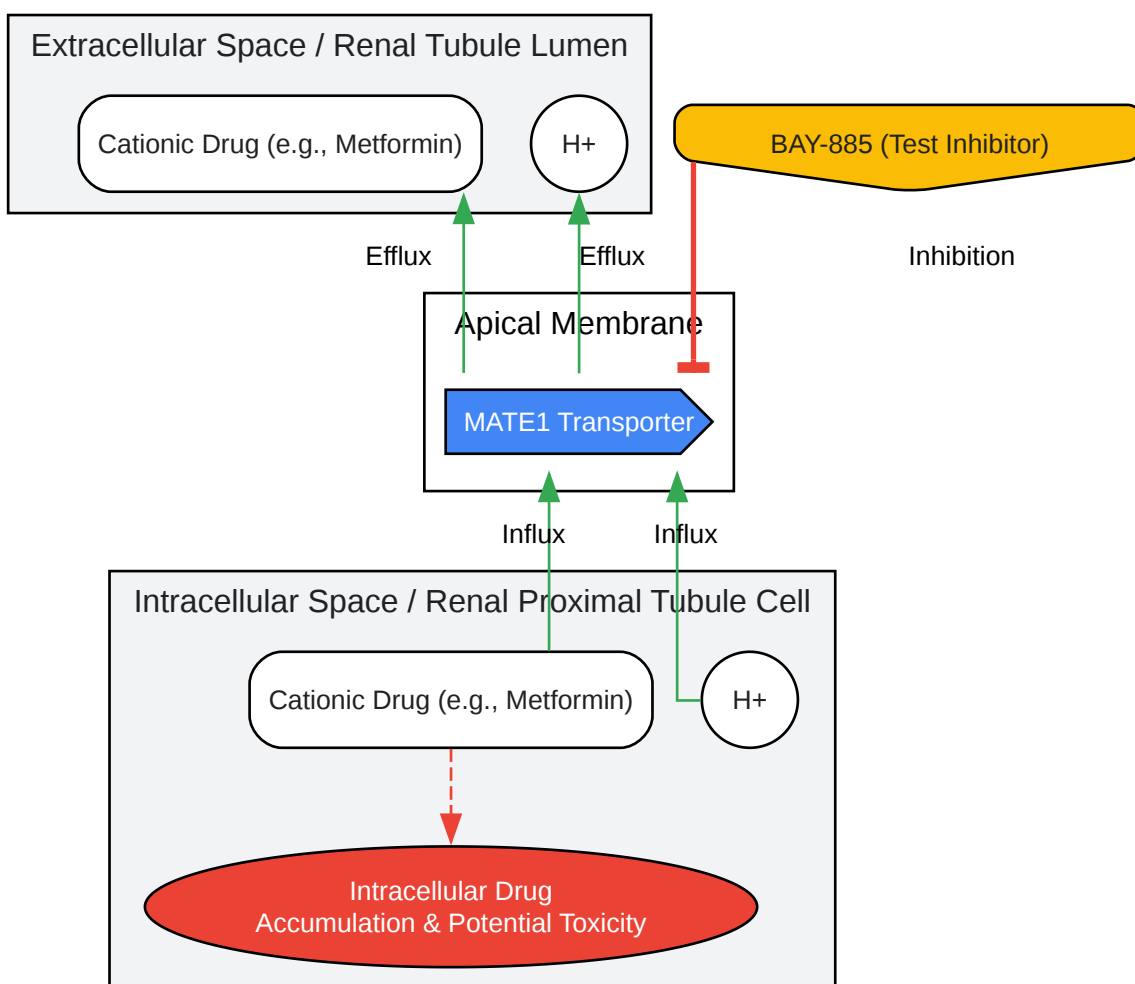 Extracellular Space / Renal Tubule Lumen
Cationic Drug (e.g., Metformin)
H+
BAY-885 (Test Inhibitor)
Efflux
Efflux
Inhibition
Apical Membrane
MATE1 Transporter
Influx
Influx
Intracellular Space / Renal Proximal Tubule Cell
Cationic Drug (e.g., Metformin)
H+
Intracellular Drug
Accumulation & Potential Toxicity